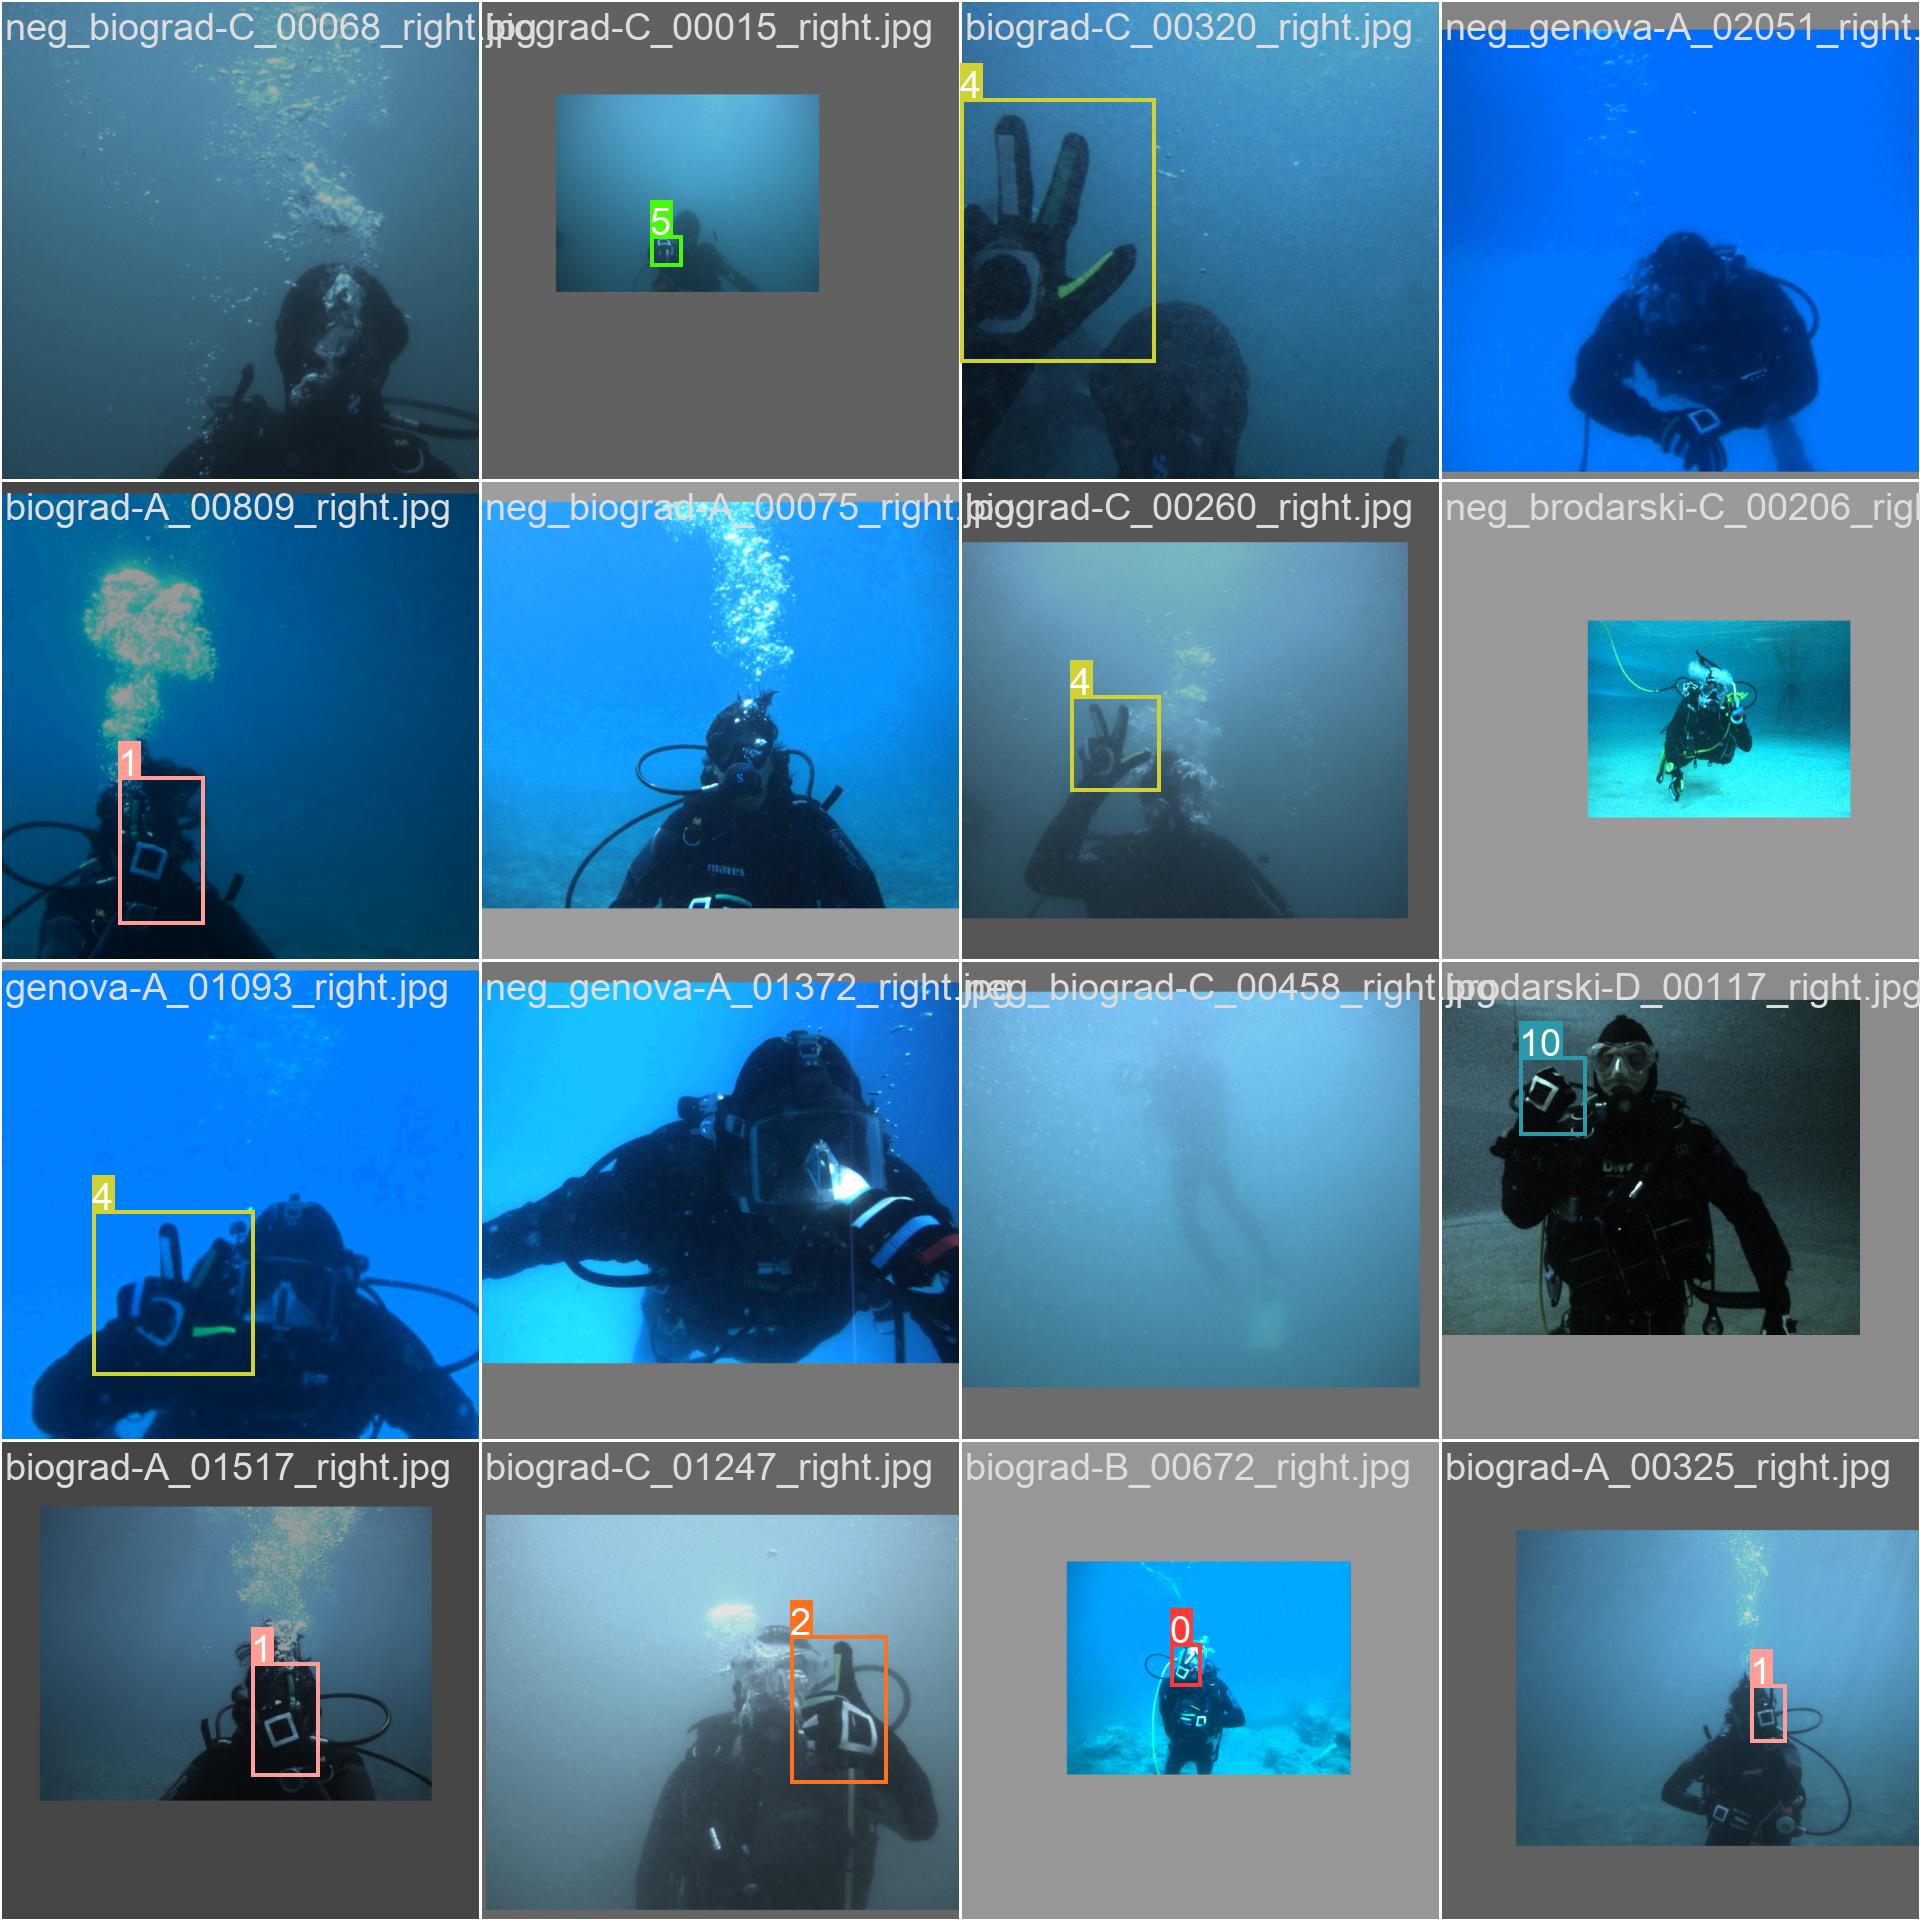 neg_biograd-C_00068_right.jpg
biograd-C_00015_right.jpg
biograd-C_00320_right.jpg
neg_genova-A_02051_right.
4
5
biograd-A_00809_right.jpg
neg_biograd-A_00075_right.jpg
biograd-C_00260_right.jpg
neg_brodarski-C_00206_righ
1
4
mares
genova-A_01093_right.jpg
neg_genova-A_01372_right.jpg
neg_biograd-C_00458_right.jpg
brodarski-D_00117_right.jpg
10
4
biograd-A_01517_right.jpg
biograd-C_01247_right.jpg
biograd-B_00672_right.jpg
biograd-A_00325_right.jpg
1
2
0
1